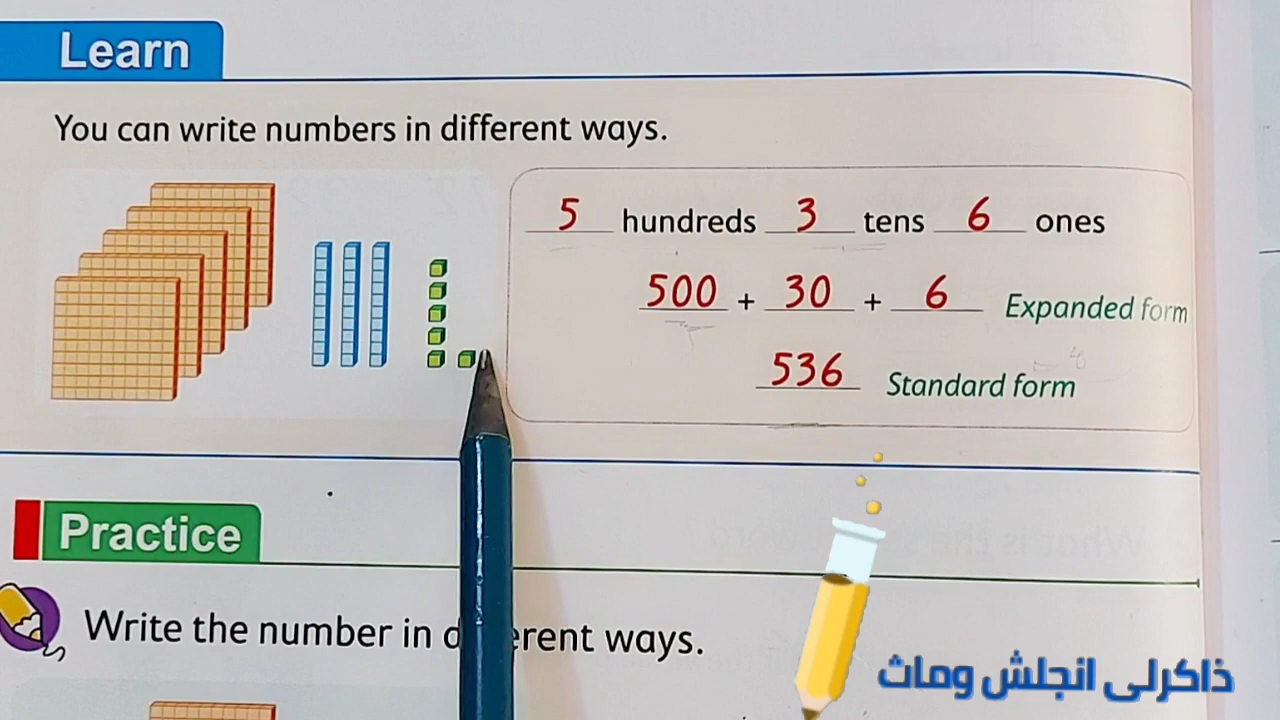 Learn
You can write numbers in different ways.
5 hundreds 3 tens 6 ones
500 + 30 + 6 Expanded form
536 Standard form
Practice
Write the number in ways.
ذاكرلى انجلش وماث